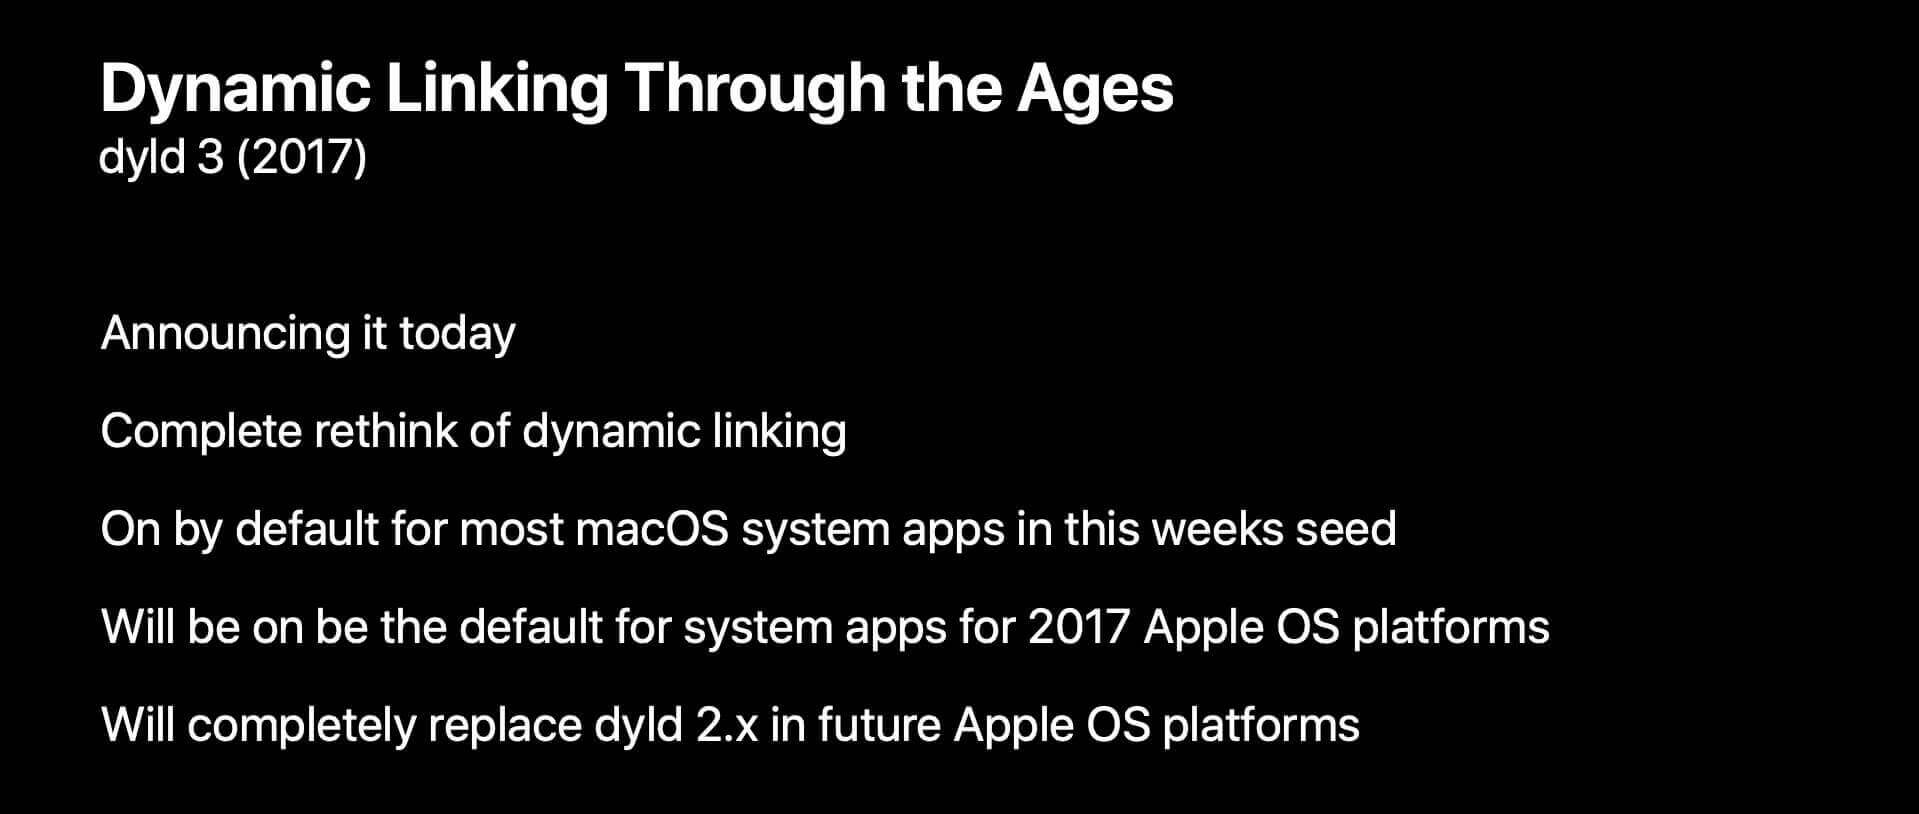 Dynamic Linking Through the Ages
dyld 3 (2017)
Announcing it today
Complete rethink of dynamic linking
On by default for most macOS system apps in this weeks seed
Will be on be the default for system apps for 2017 Apple OS platforms
Will completely replace dyld 2.x in future Apple OS platforms